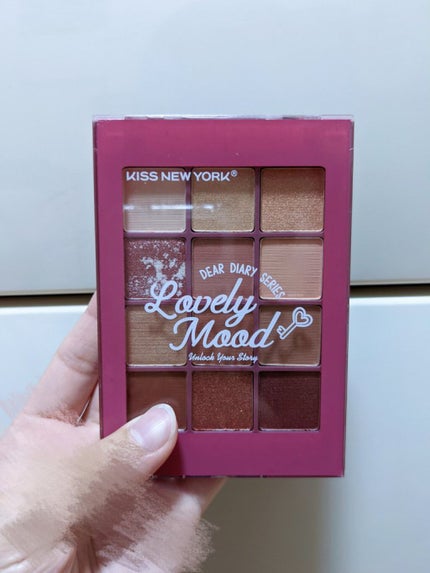 KISS NEW YORK®
DEAR DIARY SERIES
Lovely
Mood
Unlock Your Story